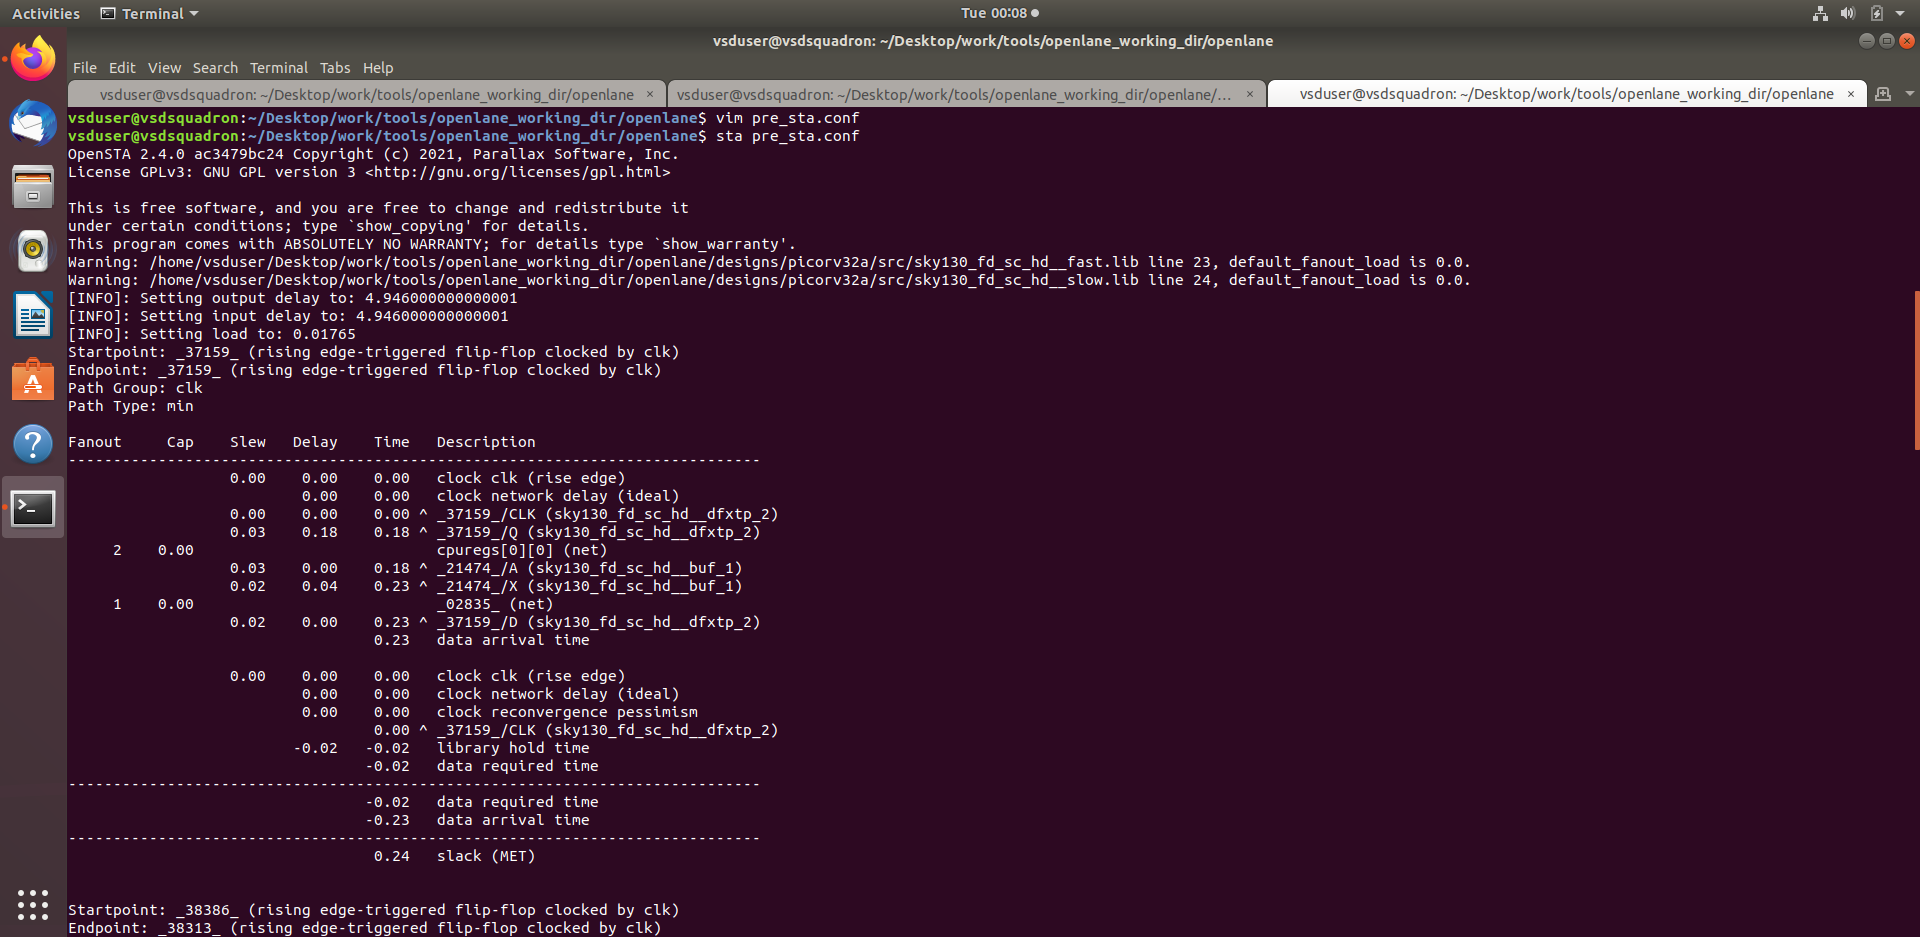 Activities Terminal Tue 00:08
vsduser@vsdsquadron: ~/Desktop/work/tools/openlane_working_dir/openlane
File Edit View Search Terminal Tabs Help
vsduser@vsdsquadron: ~/Desktop/work/tools/openlane_working_dir/openlane × vsduser@vsdsquadron: ~/Desktop/work/tools/openlane_working_dir/openlane/... × vsduser@vsdsquadron: ~/Desktop/work/tools/openlane_working_dir/openlane ×
vsduser@vsdsquadron:~/Desktop/work/tools/openlane_working_dir/openlane$ vim pre_sta.conf
vsduser@vsdsquadron:~/Desktop/work/tools/openlane_working_dir/openlane$ sta pre_sta.conf
OpenSTA 2.4.0 ac3479bc24 Copyright (c) 2021, Parallax Software, Inc.
License GPLv3: GNU GPL version 3 <http://gnu.org/licenses/gpl.html>
This is free software, and you are free to change and redistribute it
under certain conditions; type `show_copying' for details.
This program comes with ABSOLUTELY NO WARRANTY; for details type `show_warranty'.
Warning: /home/vsduser/Desktop/work/tools/openlane_working_dir/openlane/designs/picorv32a/src/sky130_fd_sc_hd__fast.lib line 23, default_fanout_load is 0.0.
Warning: /home/vsduser/Desktop/work/tools/openlane_working_dir/openlane/designs/picorv32a/src/sky130_fd_sc_hd__slow.lib line 24, default_fanout_load is 0.0.
[INFO]: Setting output delay to: 4.946000000000001
[INFO]: Setting input delay to: 4.946000000000001
[INFO]: Setting load to: 0.01765
Startpoint: _37159_ (rising edge-triggered flip-flop clocked by clk)
Endpoint: _37159_ (rising edge-triggered flip-flop clocked by clk)
Path Group: clk
Path Type: min
Fanout     Cap    Slew   Delay    Time   Description
-----------------------------------------------------------------------------
                  0.00    0.00    0.00   clock clk (rise edge)
                          0.00    0.00   clock network delay (ideal)
                  0.00    0.00    0.00 ^ _37159_/CLK (sky130_fd_sc_hd__dfxtp_2)
                  0.03    0.18    0.18 ^ _37159_/Q (sky130_fd_sc_hd__dfxtp_2)
     2    0.00                           cpuregs[0][0] (net)
                  0.03    0.00    0.18 ^ _21474_/A (sky130_fd_sc_hd__buf_1)
                  0.02    0.04    0.23 ^ _21474_/X (sky130_fd_sc_hd__buf_1)
     1    0.00                           _02835_ (net)
                  0.02    0.00    0.23 ^ _37159_/D (sky130_fd_sc_hd__dfxtp_2)
                                  0.23   data arrival time
                  0.00    0.00    0.00   clock clk (rise edge)
                          0.00    0.00   clock network delay (ideal)
                          0.00    0.00   clock reconvergence pessimism
                                  0.00 ^ _37159_/CLK (sky130_fd_sc_hd__dfxtp_2)
                         -0.02   -0.02   library hold time
                                 -0.02   data required time
-----------------------------------------------------------------------------
                                 -0.02   data required time
                                 -0.23   data arrival time
-----------------------------------------------------------------------------
                                  0.24   slack (MET)
Startpoint: _38386_ (rising edge-triggered flip-flop clocked by clk)
Endpoint: _38313_ (rising edge-triggered flip-flop clocked by clk)